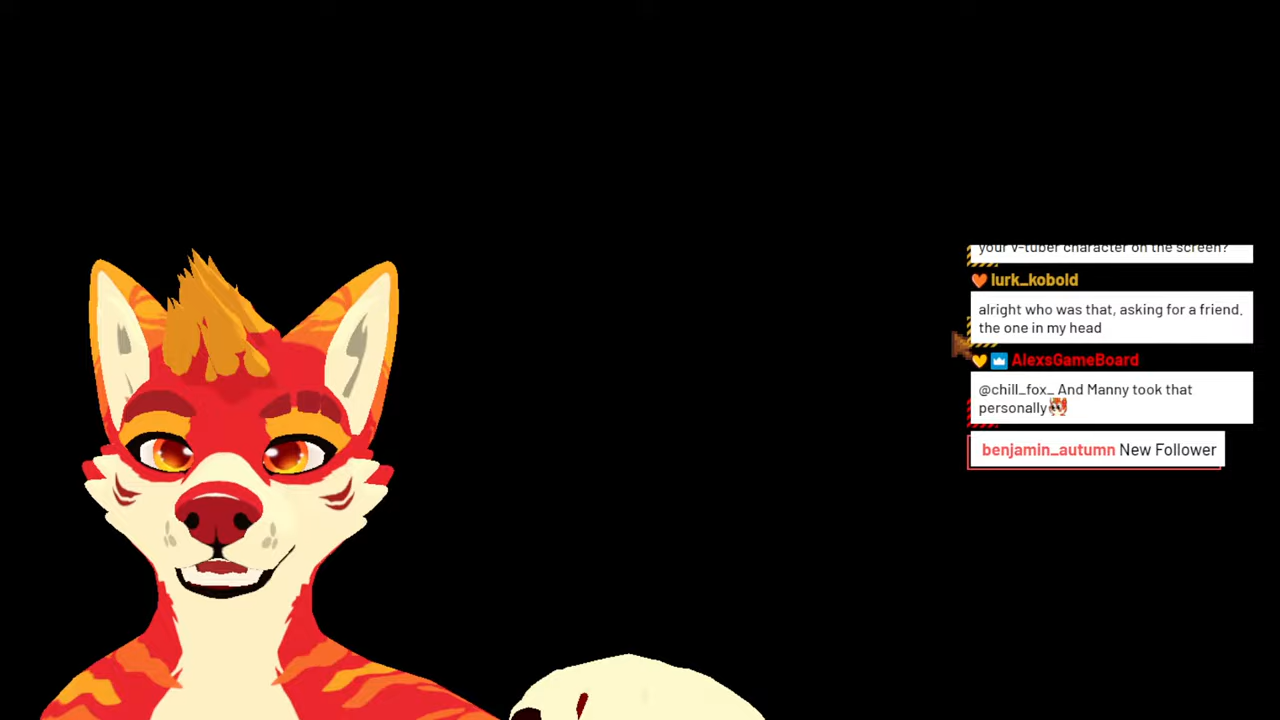 your v-tuber character on the screen?
lurk_kobold
alright who was that, asking for a friend.
the one in my head
AlexsGameBoard
@chill_fox_ And Manny took that
personally
benjamin_autumn New Follower